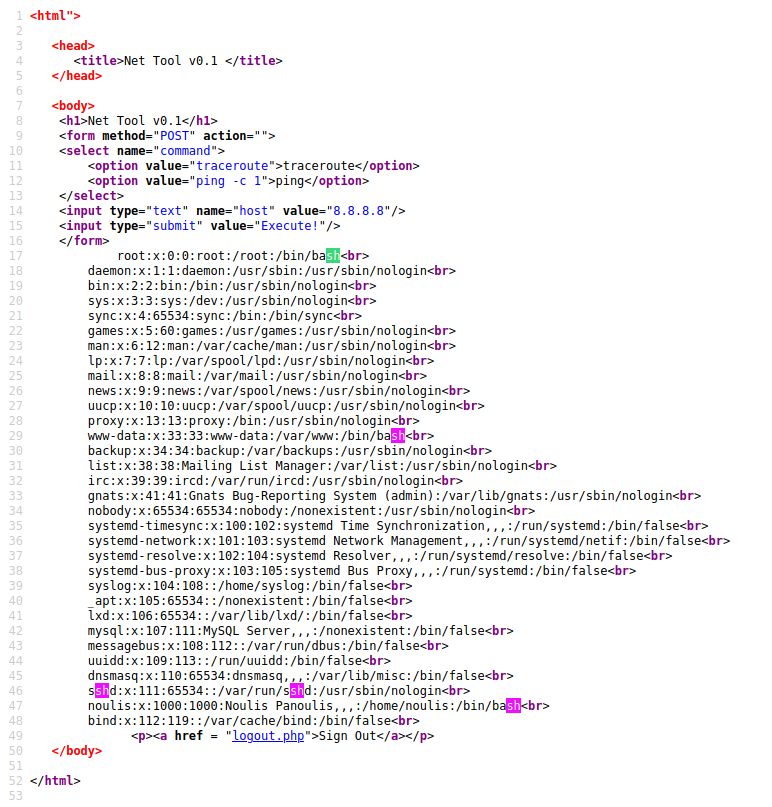 1 <html">
2
3 <head>
4 <title>Net Tool v0.1 </title>
5 </head>
6
7 <body>
8 <h1>Net Tool v0.1</h1>
9 <form method="POST" action="">
10 <select name="command">
11 <option value="traceroute">traceroute</option>
12 <option value="ping -c 1">ping</option>
13 </select>
14 <input type="text" name="host" value="8.8.8.8"/>
15 <input type="submit" value="Execute!"/>
16 </form>
17 root:x:0:0:root:/root:/bin/bash<br>
18 daemon:x:1:1:daemon:/usr/sbin:/usr/sbin/nologin<br>
19 bin:x:2:2:bin:/bin:/usr/sbin/nologin<br>
20 sys:x:3:3:sys:/dev:/usr/sbin/nologin<br>
21 sync:x:4:65534:sync:/bin:/bin/sync<br>
22 games:x:5:60:games:/usr/games:/usr/sbin/nologin<br>
23 man:x:6:12:man:/var/cache/man:/usr/sbin/nologin<br>
24 lp:x:7:7:lp:/var/spool/lpd:/usr/sbin/nologin<br>
25 mail:x:8:8:mail:/var/mail:/usr/sbin/nologin<br>
26 news:x:9:9:news:/var/spool/news:/usr/sbin/nologin<br>
27 uucp:x:10:10:uucp:/var/spool/uucp:/usr/sbin/nologin<br>
28 proxy:x:13:13:proxy:/bin:/usr/sbin/nologin<br>
29 www-data:x:33:33:www-data:/var/www:/bin/bash<br>
30 backup:x:34:34:backup:/var/backups:/usr/sbin/nologin<br>
31 list:x:38:38:Mailing List Manager:/var/list:/usr/sbin/nologin<br>
32 irc:x:39:39:ircd:/var/run/ircd:/usr/sbin/nologin<br>
33 gnats:x:41:41:Gnats Bug-Reporting System (admin):/var/lib/gnats:/usr/sbin/nologin<br>
34 nobody:x:65534:65534:nobody:/nonexistent:/usr/sbin/nologin<br>
35 systemd-timesync:x:100:102:systemd Time Synchronization,,,:/run/systemd:/bin/false<br>
36 systemd-network:x:101:103:systemd Network Management,,,:/run/systemd/netif:/bin/false<br>
37 systemd-resolve:x:102:104:systemd Resolver,,,:/run/systemd/resolve:/bin/false<br>
38 systemd-bus-proxy:x:103:105:systemd Bus Proxy,,,:/run/systemd:/bin/false<br>
39 syslog:x:104:108::/home/syslog:/bin/false<br>
40 _apt:x:105:65534::/nonexistent:/bin/false<br>
41 lxd:x:106:65534::/var/lib/lxd/:/bin/false<br>
42 mysql:x:107:111:MySQL Server,,,:/nonexistent:/bin/false<br>
43 messagebus:x:108:112::/var/run/dbus:/bin/false<br>
44 uuidd:x:109:113::/run/uuidd:/bin/false<br>
45 dnsmasq:x:110:65534:dnsmasq,,,:/var/lib/misc:/bin/false<br>
46 sshd:x:111:65534::/var/run/sshd:/usr/sbin/nologin<br>
47 noulis:x:1000:1000:Noulis Panoulis,,,:/home/noulis:/bin/bash<br>
48 bind:x:112:119::/var/cache/bind:/bin/false<br>
49 <p><a href = "logout.php">Sign Out</a></p>
50 </body>
51
52 </html>
53